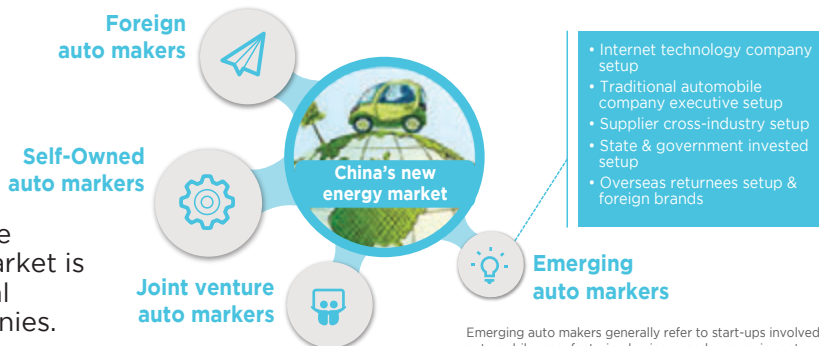 Foreign
auto makers
Self-Owned
auto markers
China's new
energy market
• Internet technology company
setup
• Traditional automobile
company executive setup
• Supplier cross-industry setup
• State & government invested
setup
• Overseas returnees setup &
foreign brands
arket is
nies.
Joint venture
auto markers
Emerging
auto markers
Emerging auto makers generally refer to start-ups involved